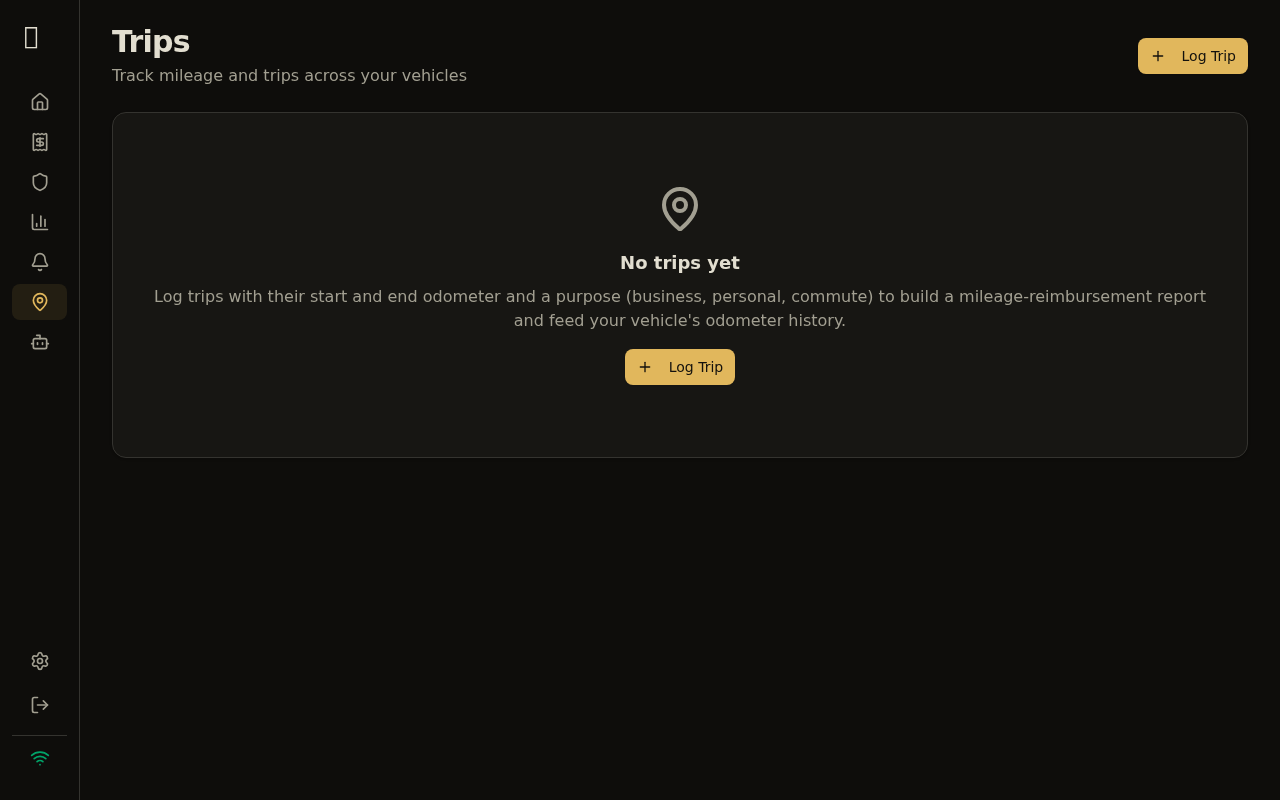 Trips
Track mileage and trips across your vehicles
Log Trip
No trips yet
Log trips with their start and end odometer and a purpose (business, personal, commute) to build a mileage-reimbursement report
and feed your vehicle's odometer history.
Log Trip